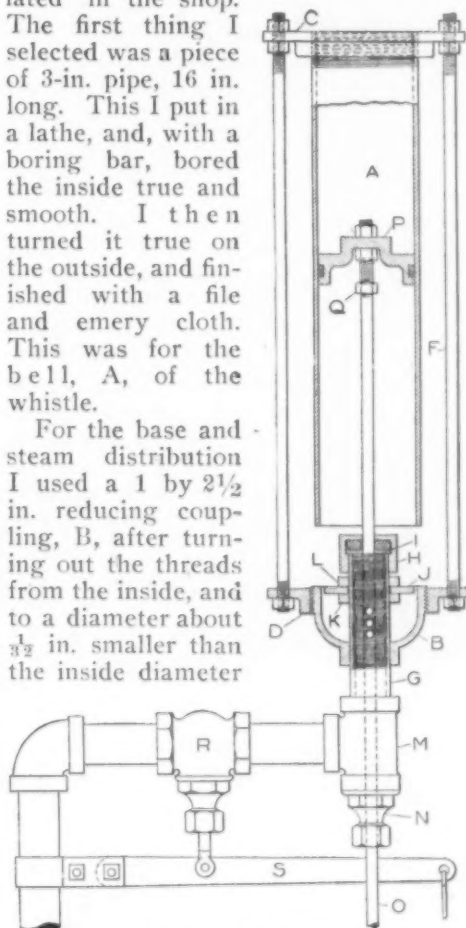 lated in the shop.
The first thing I
selected was a piece
of 3-in. pipe, 16 in.
long. This I put in
a lathe, and, with a
boring bar, bored
the inside true and
smooth. I then
turned it true on
the outside, and fin-
ished with a file
and emery cloth.
This was for the
bell, A, of the
whistle.
For the base and
steam distribution
I used a 1 by 2½
in. reducing coup-
ling, B, after turn-
ing out the threads
from the inside, and
to a diameter about
1/32 in. smaller than
the inside diameter
C
A
P
Q
F
I
H
L
J
K
D
B
G
R
M
N
S
O